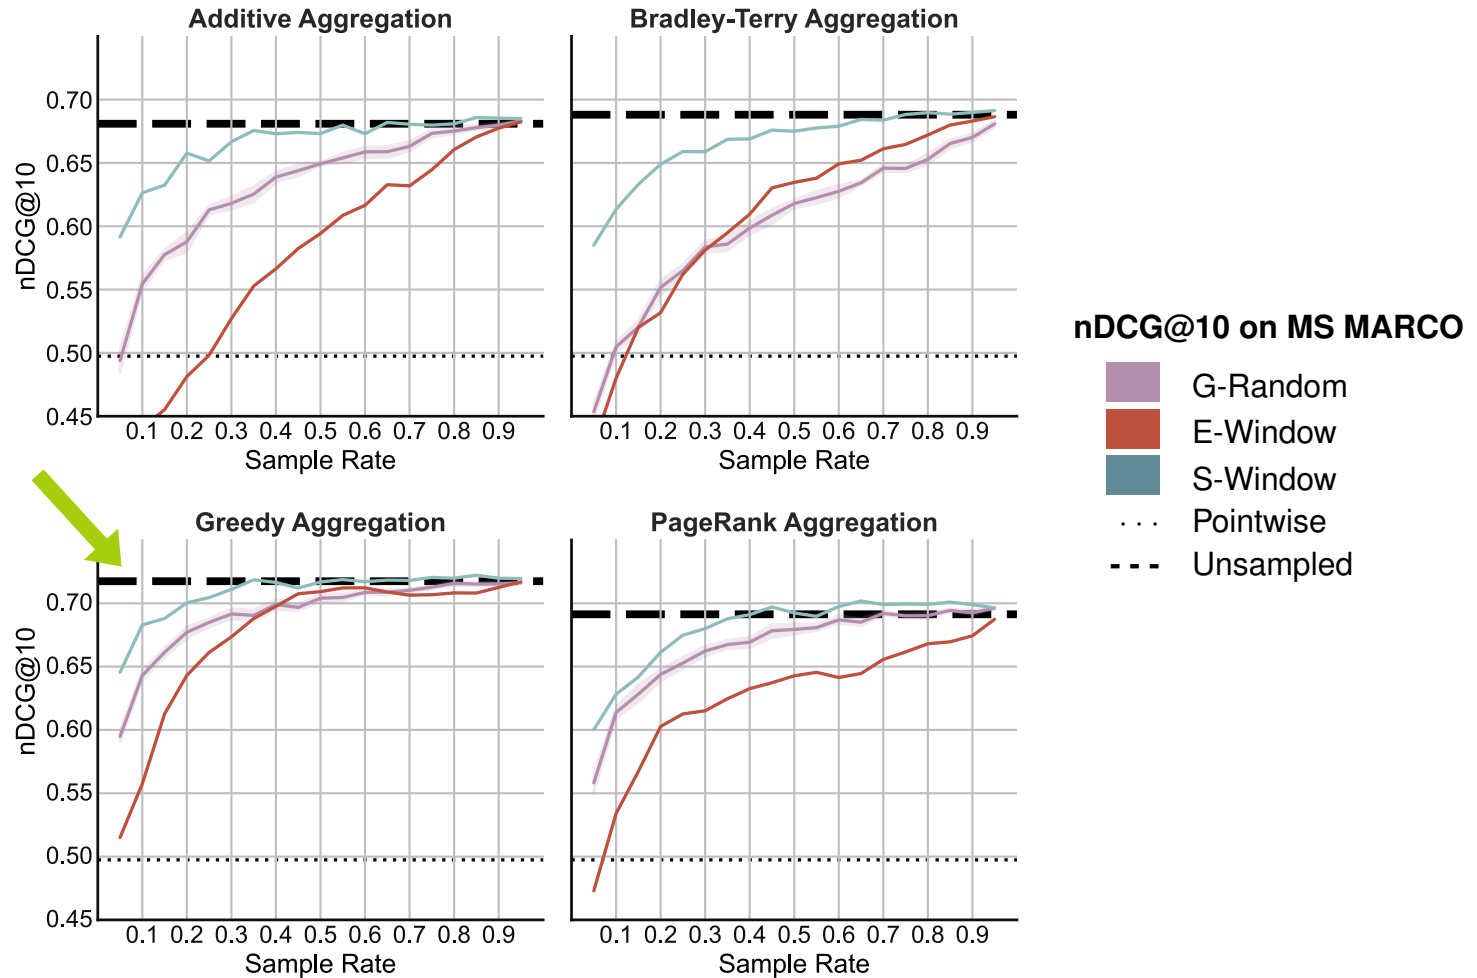 Additive Aggregation
Bradley-Terry Aggregation
nDCG@10
0.70
0.65
0.60
0.55
0.50
0.45
0.1 0.2 0.3 0.4 0.5 0.6 0.7 0.8 0.9
Sample Rate
0.1 0.2 0.3 0.4 0.5 0.6 0.7 0.8 0.9
Sample Rate
Greedy Aggregation
PageRank Aggregation
nDCG@10
0.70
0.65
0.60
0.55
0.50
0.45
0.1 0.2 0.3 0.4 0.5 0.6 0.7 0.8 0.9
Sample Rate
0.1 0.2 0.3 0.4 0.5 0.6 0.7 0.8 0.9
Sample Rate
nDCG@10 on MS MARCO
G-Random
E-Window
S-Window
Pointwise
Unsampled